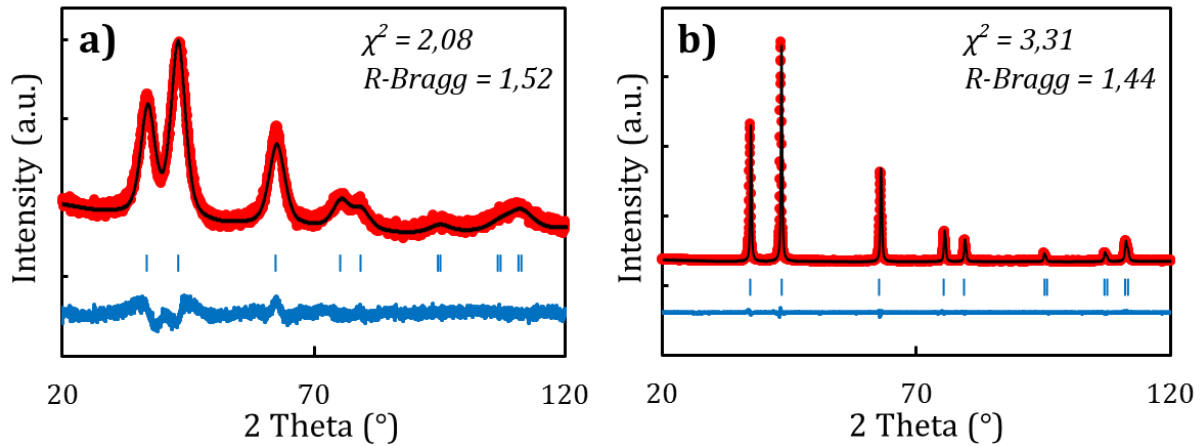 a)
χ² = 2,08
R-Bragg = 1,52
Intensity (a.u.)
20
70
120
2 Theta (°)
b)
χ² = 3,31
R-Bragg = 1,44
Intensity (a.u.)
20
70
120
2 Theta (°)